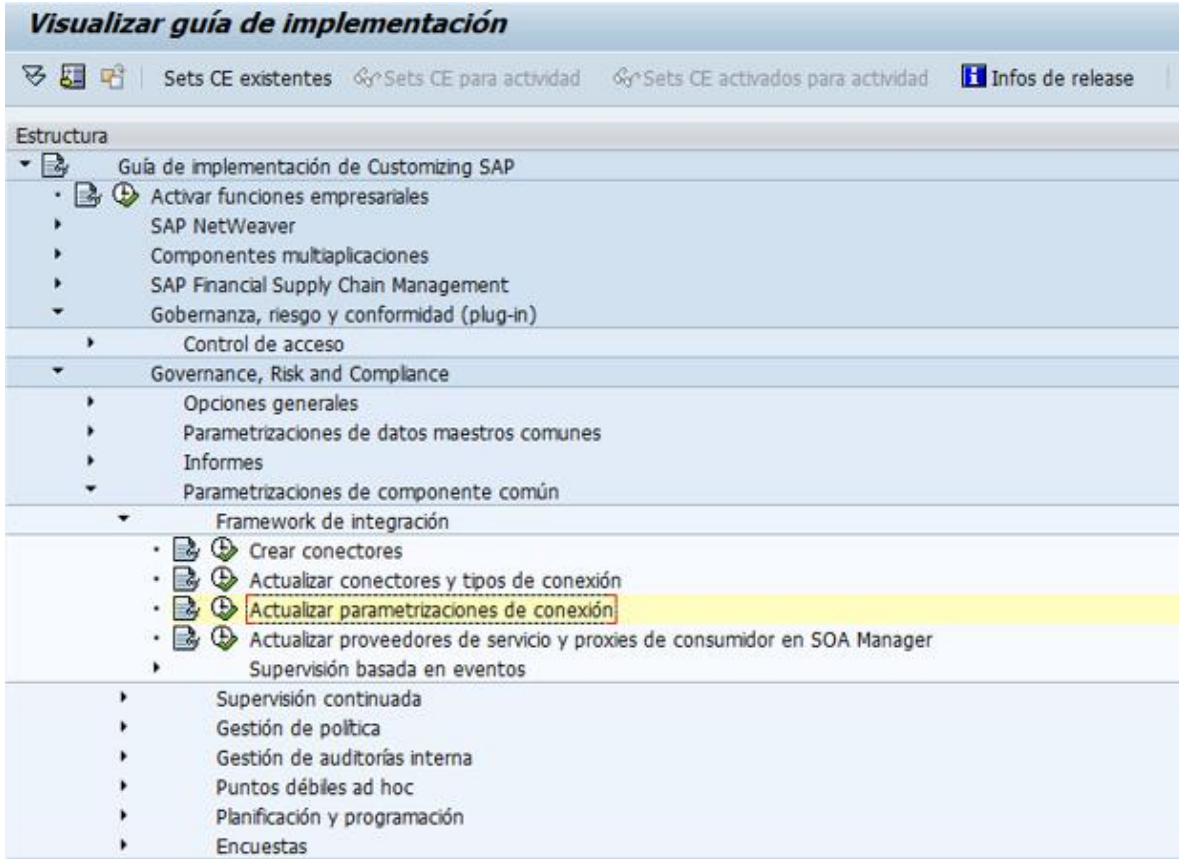 Visualizar guía de implementación
Sets CE existentes Sets CE para actividad Sets CE activados para actividad Infos de release
Estructura
Guía de implementación de Customizing SAP
Activar funciones empresariales
SAP NetWeaver
Componentes multiaplicaciones
SAP Financial Supply Chain Management
Gobernanza, riesgo y conformidad (plug-in)
Control de acceso
Governance, Risk and Compliance
Opciones generales
Parametrizaciones de datos maestros comunes
Informes
Parametrizaciones de componente común
Framework de integración
Crear conectores
Actualizar conectores y tipos de conexión
Actualizar parametrizaciones de conexión
Actualizar proveedores de servicio y proxies de consumidor en SOA Manager
Supervisión basada en eventos
Supervisión continuada
Gestión de política
Gestión de auditorías interna
Puntos débiles ad hoc
Planificación y programación
Encuestas